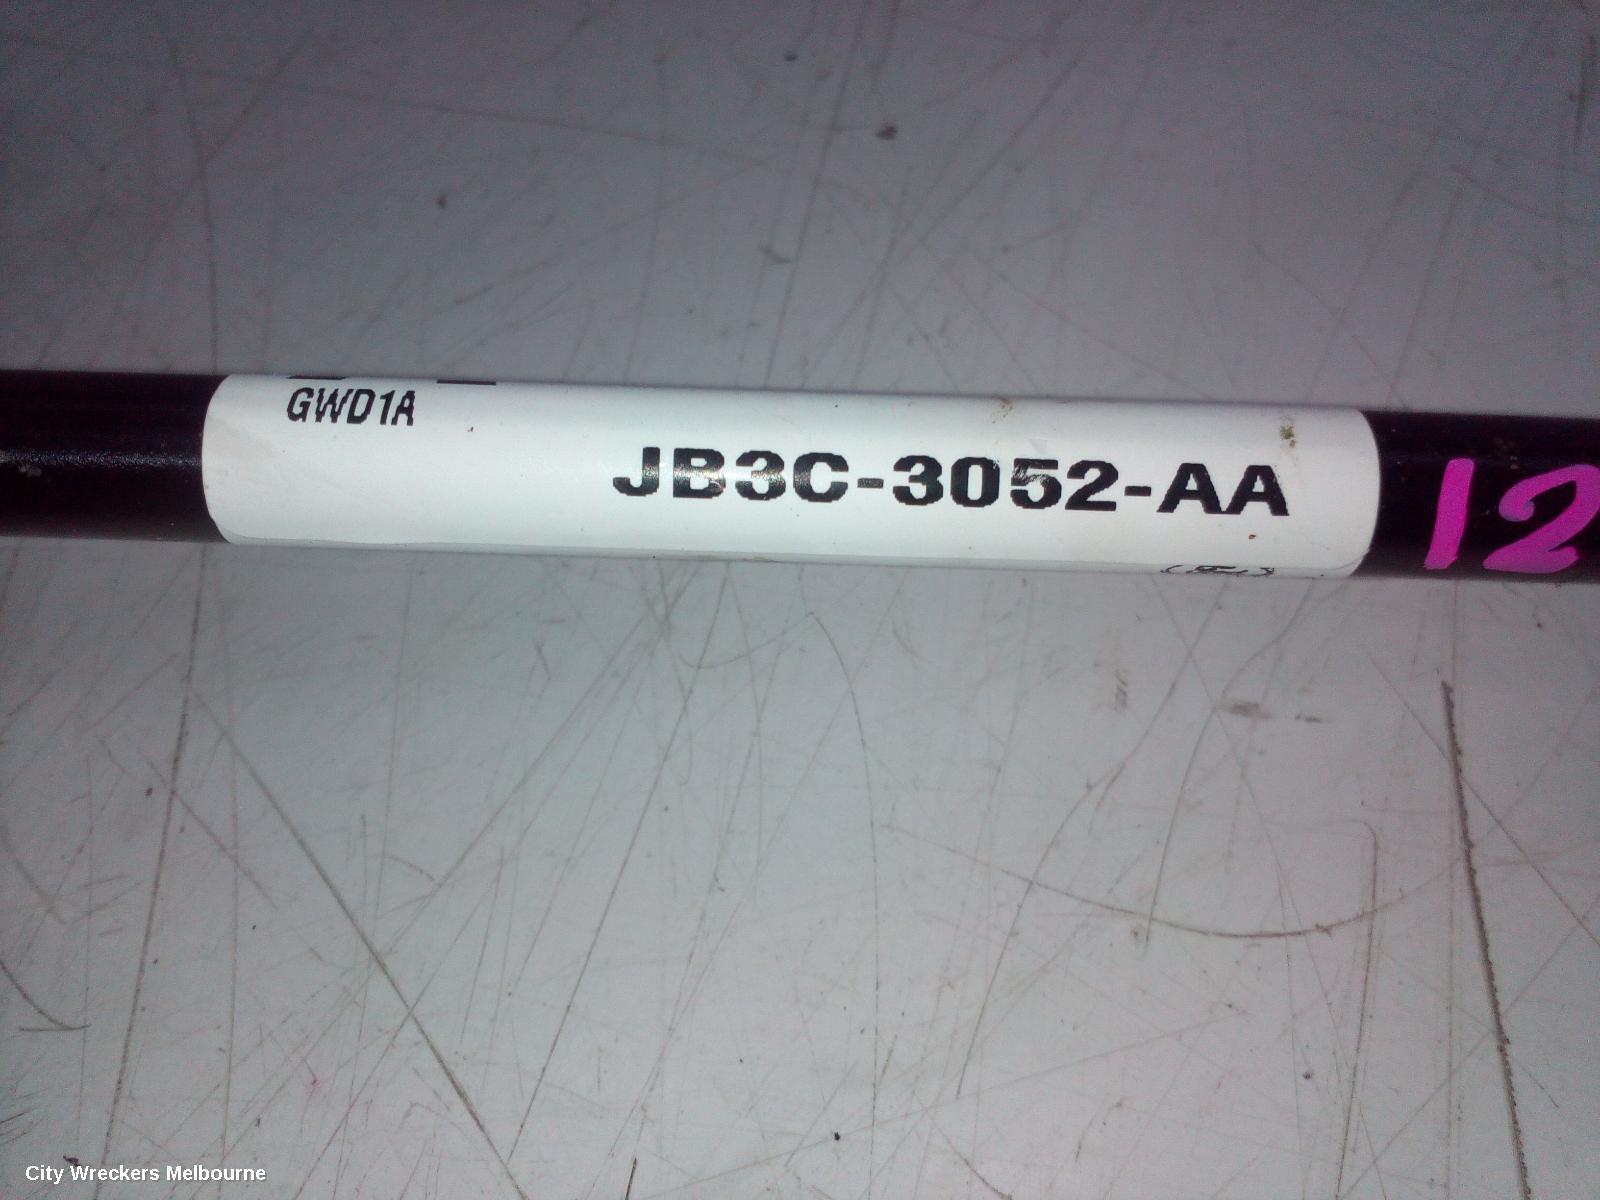 GWD1A
JB3C-3052-AA
12
City Wreckers Melbourne